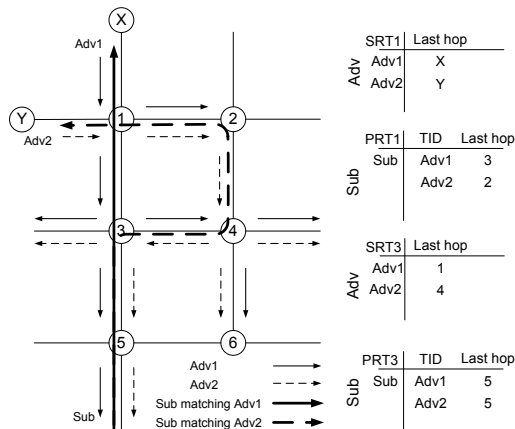 X
Adv1
Y
1
2
Adv2
3
4
5
6
Sub
Adv1
Adv2
Sub matching Adv1
Sub matching Adv2
SRT1 Last hop
Adv
Adv1 X
Adv2 Y
PRT1 TID Last hop
Sub
Sub Adv1 3
Adv2 2
SRT3 Last hop
Adv
Adv1 1
Adv2 4
PRT3 TID Last hop
Sub
Sub Adv1 5
Adv2 5